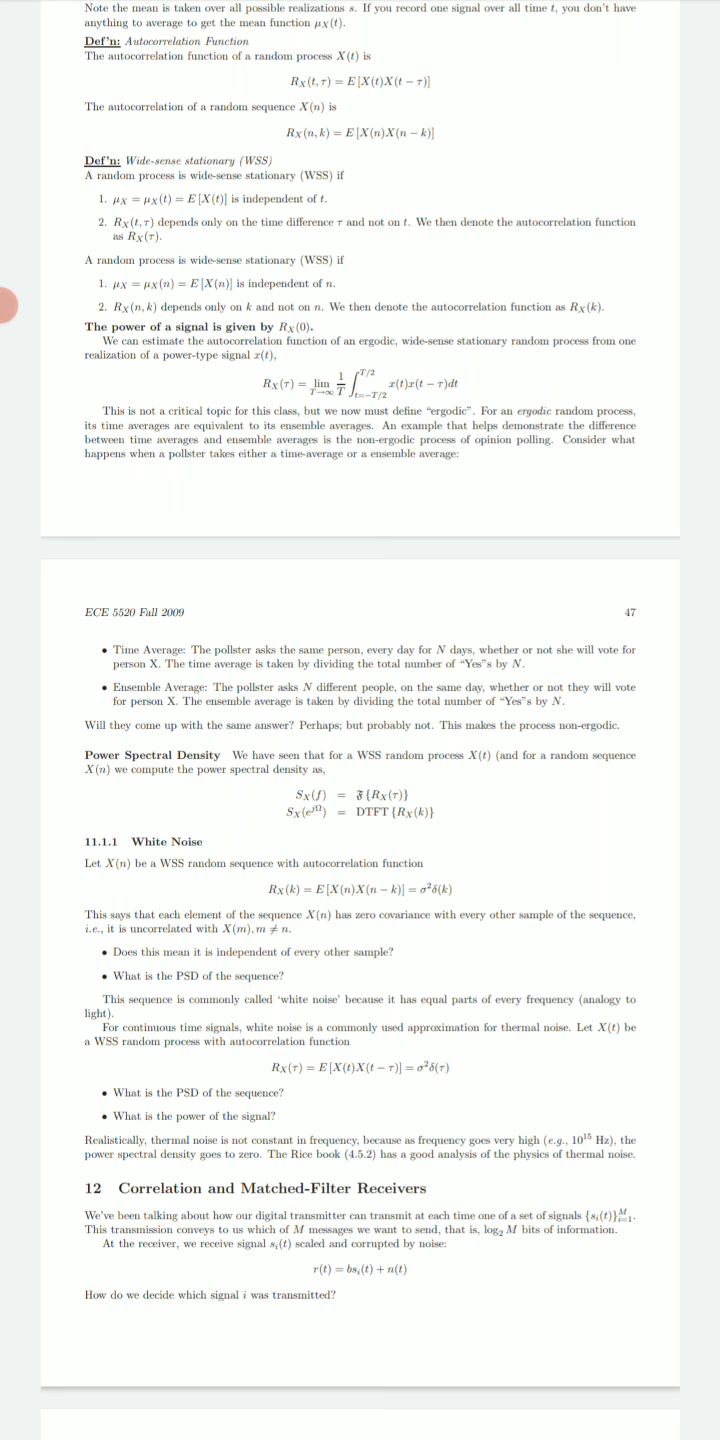 Note the mean is taken over all possible realizations s. If you record one signal over all time t, you don't have
anything to average to get the mean function μ_X(t).
Def'n: Autocorrelation Function
The autocorrelation function of a random process X(t) is
R_X(t, τ) = E [X(t)X(t − τ)]
The autocorrelation of a random sequence X(n) is
R_X(n, k) = E [X(n)X(n − k)]
Def'n: Wide-sense stationary (WSS)
A random process is wide-sense stationary (WSS) if
1. μ_X = μ_X(t) = E [X(t)] is independent of t.
2. R_X(t, τ) depends only on the time difference τ and not on t. We then denote the autocorrelation function
as R_X(τ).
A random process is wide-sense stationary (WSS) if
1. μ_X = μ_X(n) = E [X(n)] is independent of n.
2. R_X(n, k) depends only on k and not on n. We then denote the autocorrelation function as R_X(k).
The power of a signal is given by R_X(0).
We can estimate the autocorrelation function of an ergodic, wide-sense stationary random process from one
realization of a power-type signal x(t),
R_X(τ) = lim_{T→∞} 1/T ∫_{t=−T/2}^{T/2} x(t)x(t − τ)dt
This is not a critical topic for this class, but we now must define “ergodic”. For an ergodic random process,
its time averages are equivalent to its ensemble averages. An example that helps demonstrate the difference
between time averages and ensemble averages is the non-ergodic process of opinion polling. Consider what
happens when a pollster takes either a time-average or a ensemble average:
ECE 5520 Fall 2009 47
• Time Average: The pollster asks the same person, every day for N days, whether or not she will vote for
person X. The time average is taken by dividing the total number of “Yes”s by N.
• Ensemble Average: The pollster asks N different people, on the same day, whether or not they will vote
for person X. The ensemble average is taken by dividing the total number of “Yes”s by N.
Will they come up with the same answer? Perhaps; but probably not. This makes the process non-ergodic.
Power Spectral Density We have seen that for a WSS random process X(t) (and for a random sequence
X(n) we compute the power spectral density as,
S_X(f) = 𝔉 {R_X(τ)}
S_X(e^{jΩ}) = DTFT {R_X(k)}
11.1.1 White Noise
Let X(n) be a WSS random sequence with autocorrelation function
R_X(k) = E [X(n)X(n − k)] = σ²δ(k)
This says that each element of the sequence X(n) has zero covariance with every other sample of the sequence,
i.e., it is uncorrelated with X(m), m ≠ n.
• Does this mean it is independent of every other sample?
• What is the PSD of the sequence?
This sequence is commonly called ‘white noise’ because it has equal parts of every frequency (analogy to
light).
For continuous time signals, white noise is a commonly used approximation for thermal noise. Let X(t) be
a WSS random process with autocorrelation function
R_X(τ) = E [X(t)X(t − τ)] = σ²δ(τ)
• What is the PSD of the sequence?
• What is the power of the signal?
Realistically, thermal noise is not constant in frequency, because as frequency goes very high (e.g., 10¹⁵ Hz), the
power spectral density goes to zero. The Rice book (4.5.2) has a good analysis of the physics of thermal noise.
12 Correlation and Matched-Filter Receivers
We've been talking about how our digital transmitter can transmit at each time one of a set of signals {s_i(t)}_{i=1}^M.
This transmission conveys to us which of M messages we want to send, that is, log₂ M bits of information.
At the receiver, we receive signal s_i(t) scaled and corrupted by noise:
r(t) = bs_i(t) + n(t)
How do we decide which signal i was transmitted?